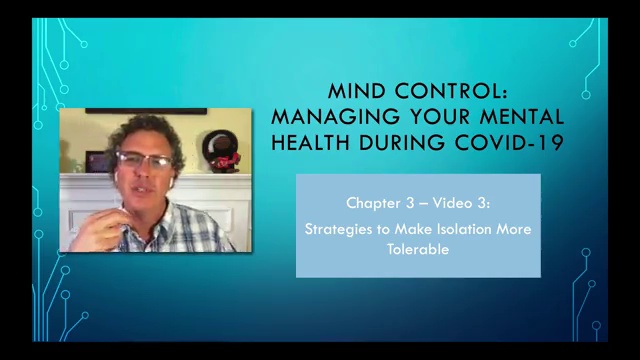 MIND CONTROL:
MANAGING YOUR MENTAL
HEALTH DURING COVID-19
Chapter 3 – Video 3:
Strategies to Make Isolation More
Tolerable